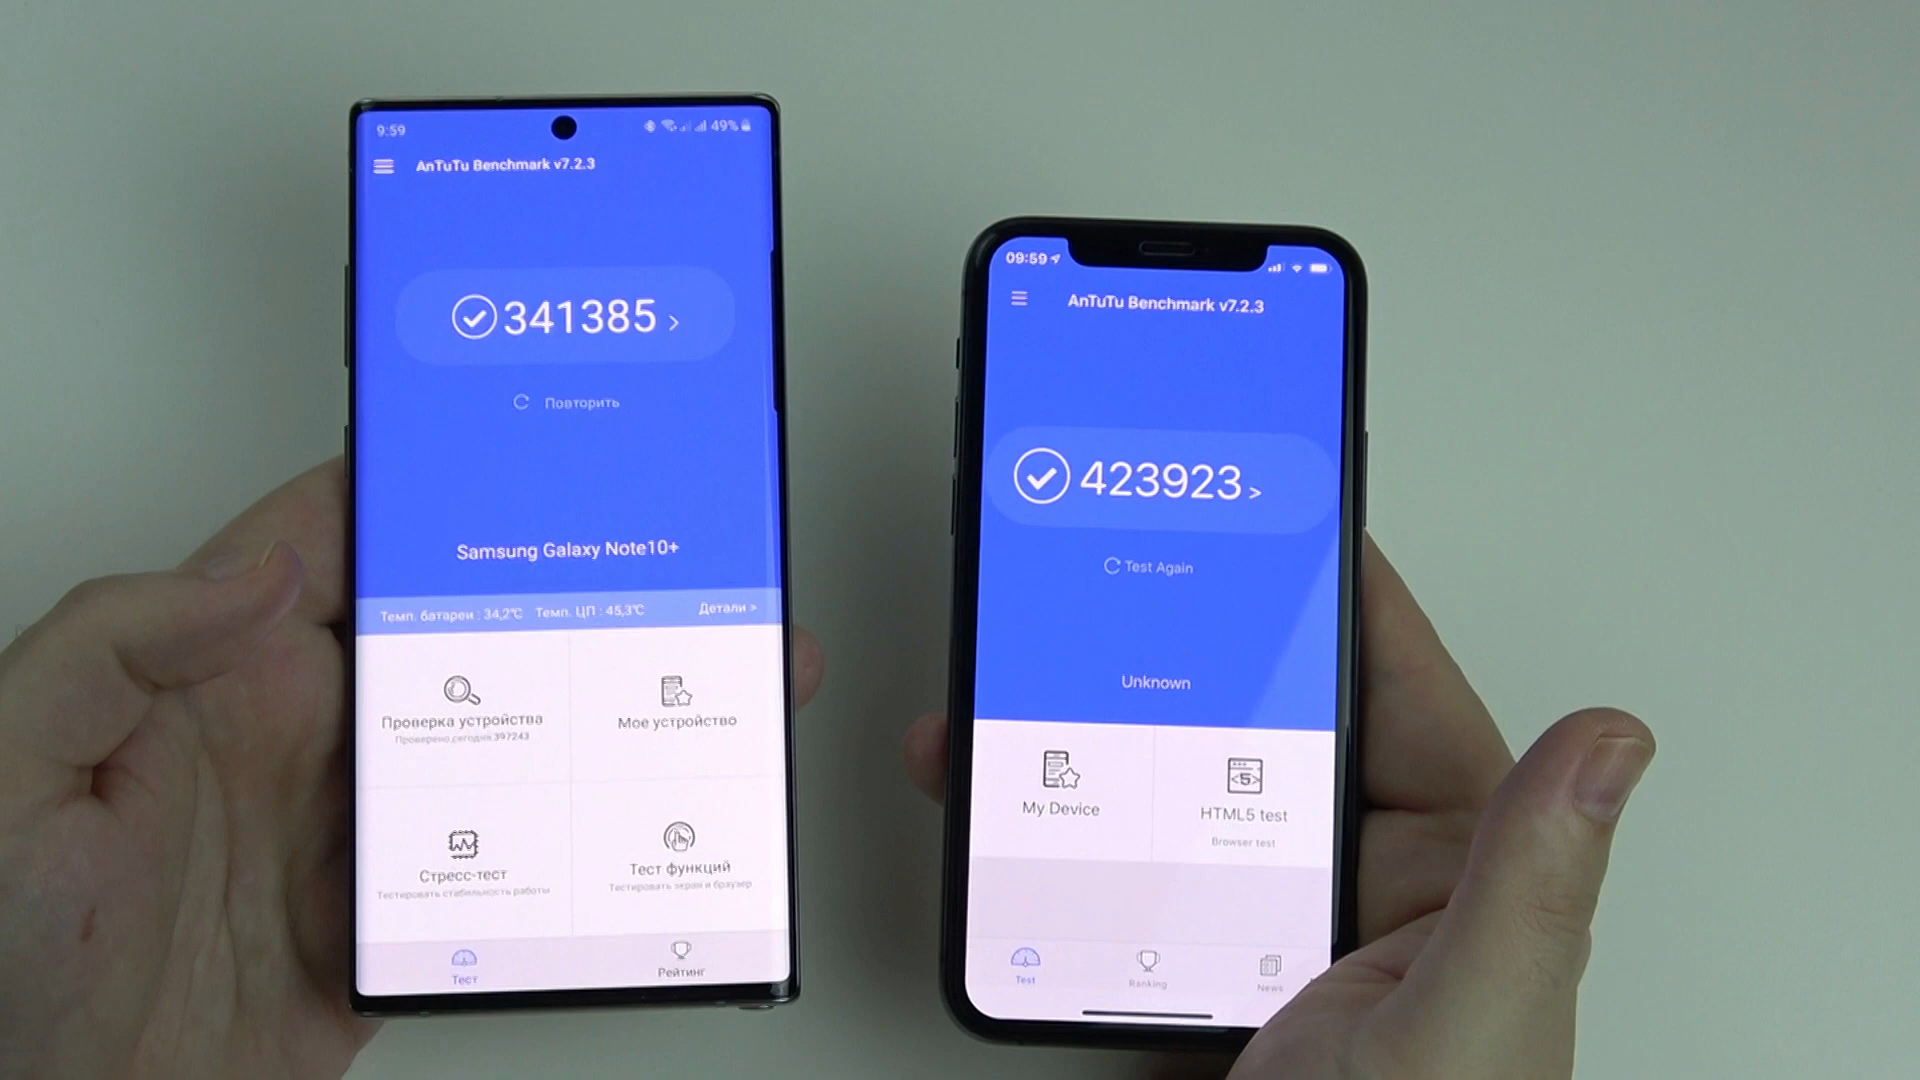 9:59
49%
AnTuTu Benchmark v7.2.3
341385 >
Повторить
Samsung Galaxy Note10+
Темп. батареи : 34,2℃ Темп. ЦП : 45,3℃ Детали >
Проверка устройства
Проверено сегодня 397243
Мое устройство
Стресс-тест
Тестировать стабильность работы
Тест функций
Тестировать экран и браузер
Тест
Рейтинг
09:59
AnTuTu Benchmark v7.2.3
423923 >
Test Again
Unknown
My Device
5
HTML5 test
Browser test
Test
Ranking
News